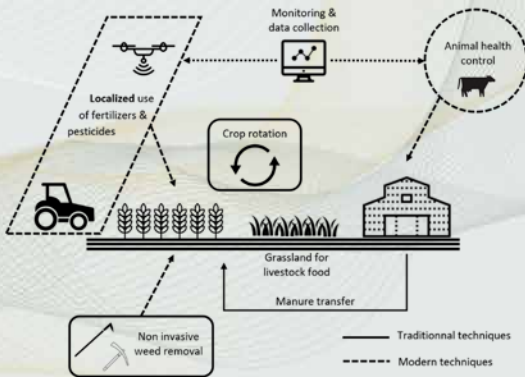 Monitoring &
data collection
Animal health
control
Localized use
of fertilizers &
pesticides
Crop rotation
Grassland for
livestock food
Manure transfer
Non invasive
weed removal
Traditionnal techniques
Modern techniques